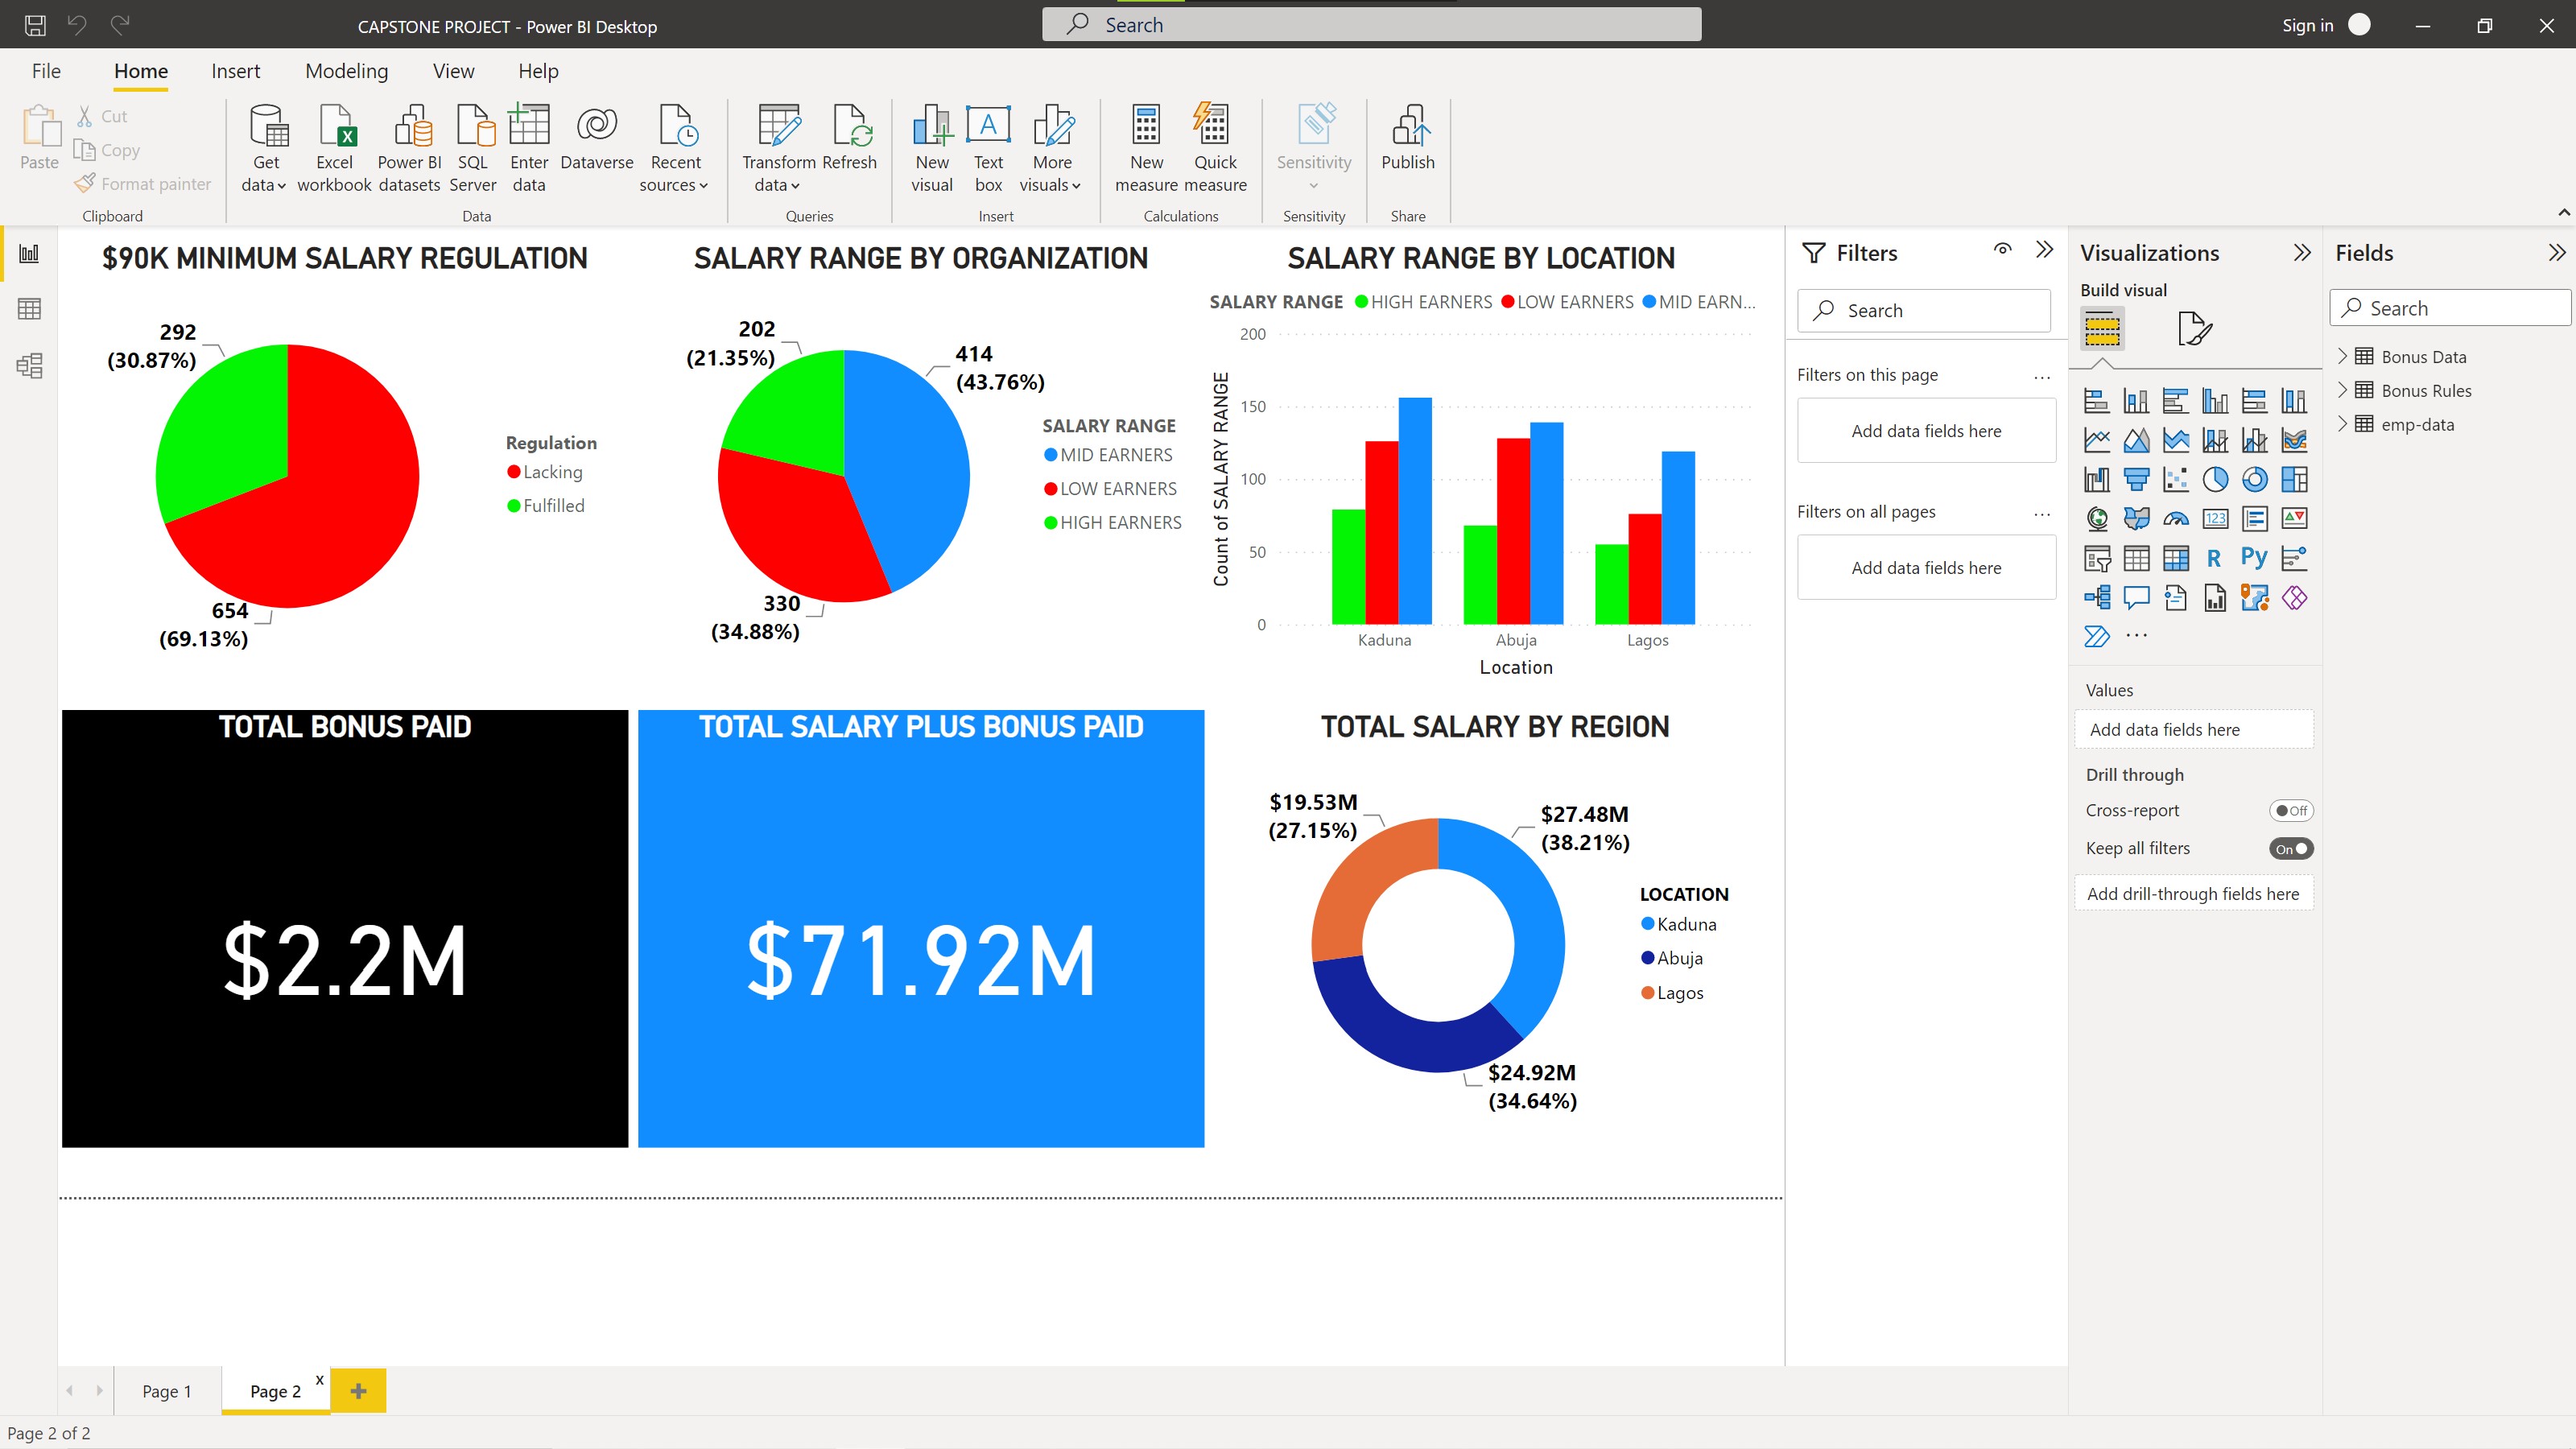 CAPSTONE PROJECT - Power BI Desktop
Search
Sign in
File Home Insert Modeling View Help
Paste
Cut
Copy
Format painter
Clipboard
Get data
Excel workbook
Power BI datasets
SQL Server
Enter data
Dataverse
Recent sources
Data
Transform data
Refresh
Queries
New visual
Text box
More visuals
Insert
New measure
Quick measure
Calculations
Sensitivity
Sensitivity
Publish
Share
$90K MINIMUM SALARY REGULATION
292
(30.87%)
654
(69.13%)
Regulation
Lacking
Fulfilled
SALARY RANGE BY ORGANIZATION
202
(21.35%)
414
(43.76%)
330
(34.88%)
SALARY RANGE
MID EARNERS
LOW EARNERS
HIGH EARNERS
SALARY RANGE BY LOCATION
SALARY RANGE HIGH EARNERS LOW EARNERS MID EARN...
Count of SALARY RANGE
200
150
100
50
0
Kaduna Abuja Lagos
Location
TOTAL BONUS PAID
$2.2M
TOTAL SALARY PLUS BONUS PAID
$71.92M
TOTAL SALARY BY REGION
$19.53M
(27.15%)
$27.48M
(38.21%)
$24.92M
(34.64%)
LOCATION
Kaduna
Abuja
Lagos
Filters
Search
Filters on this page ...
Add data fields here
Filters on all pages ...
Add data fields here
Visualizations
Build visual
123
R Py
...
Values
Add data fields here
Drill through
Cross-report Off
Keep all filters On
Add drill-through fields here
Fields
Search
Bonus Data
Bonus Rules
emp-data
Page 1
Page 2 x
+
Page 2 of 2